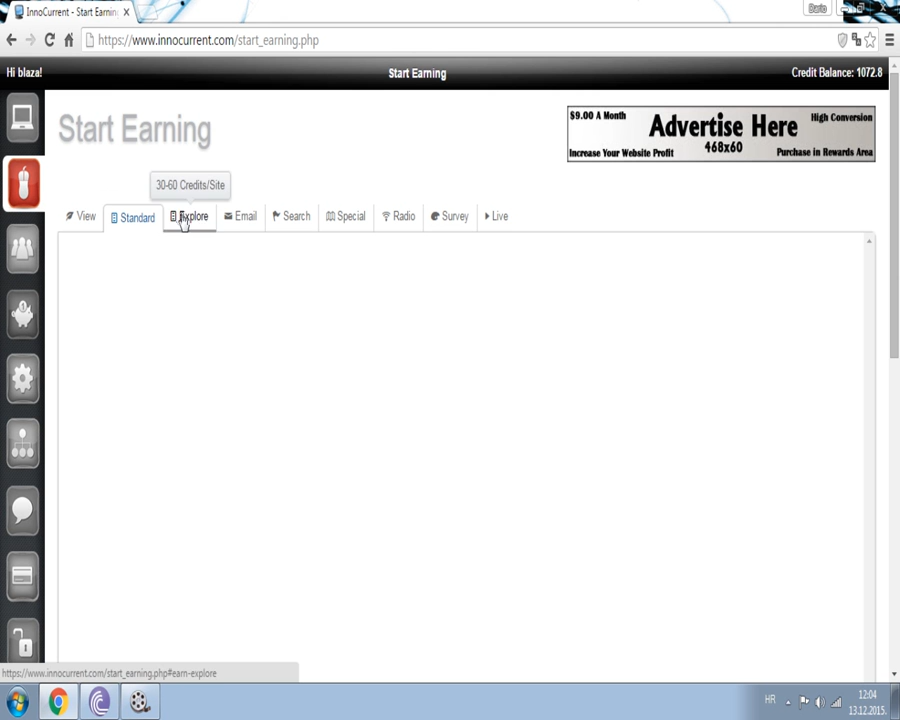 InnoCurrent - Start Earning
Dario
https://www.innocurrent.com/start_earning.php
Hi blaza!
Start Earning
Credit Balance: 1072.8
Start Earning
$9.00 A Month
Advertise Here
High Conversion
468x60
Increase Your Website Profit
Purchase in Rewards Area
30-60 Credits/Site
View
Standard
Explore
Email
Search
Special
Radio
Survey
Live
https://www.innocurrent.com/start_earning.php#earn-explore
HR
12:04
13.12.2015.